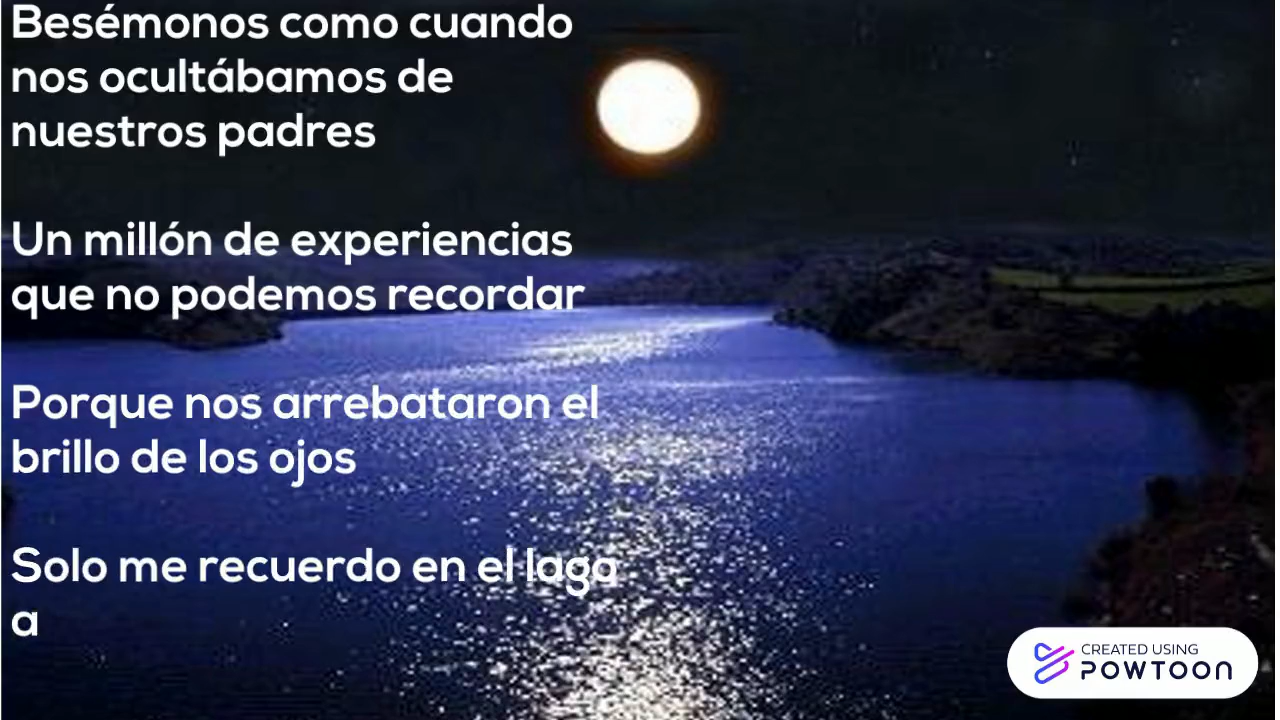 Besémonos como cuando
nos ocultábamos de
nuestros padres
Un millón de experiencias
que no podemos recordar
Porque nos arrebataron el
brillo de los ojos
Solo me recuerdo en el laga
a
CREATED USING
POWTOON